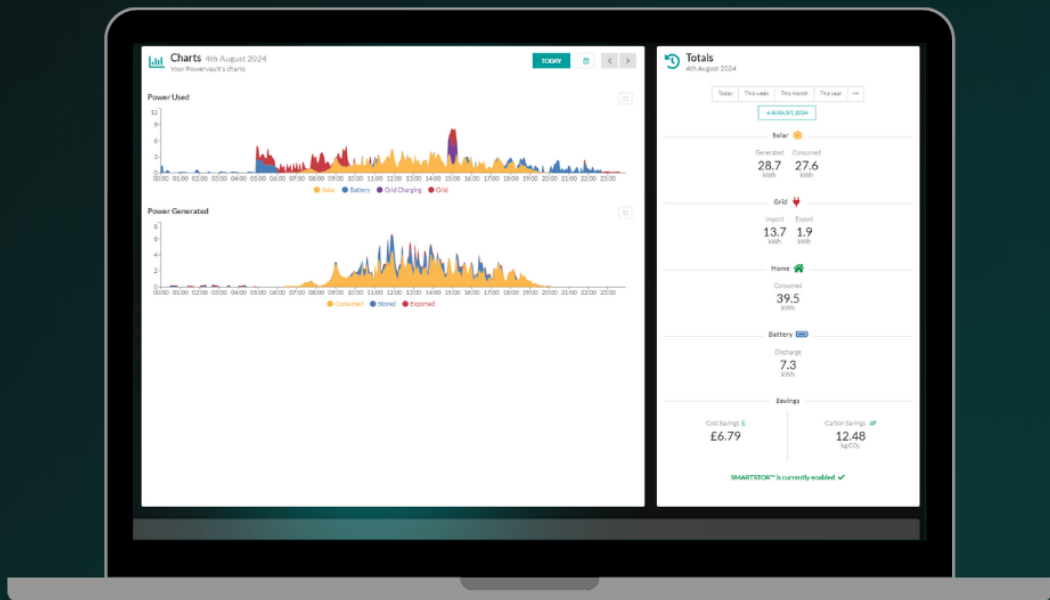 Charts 4th August 2024
Your Powervault's charts
TODAY
Power Used
12
9
6
3
0
00:00 01:00 02:00 03:00 04:00 05:00 06:00 07:00 08:00 09:00 10:00 11:00 12:00 13:00 14:00 15:00 16:00 17:00 18:00 19:00 20:00 21:00 22:00 23:00
Solar Battery Grid Charging Grid
Power Generated
8
6
4
2
0
00:00 01:00 02:00 03:00 04:00 05:00 06:00 07:00 08:00 09:00 10:00 11:00 12:00 13:00 14:00 15:00 16:00 17:00 18:00 19:00 20:00 21:00 22:00 23:00
Consumed Stored Exported
Totals
4th August 2024
Today This week This month This year
4 AUGUST, 2024
Solar
Generated Consumed
28.7 27.6
kWh kWh
Grid
Import Export
13.7 1.9
kWh kWh
Home
Consumed
39.5
kWh
Battery
Discharge
7.3
kWh
Savings
Cost Savings £ Carbon Savings
£6.79 12.48
kg CO₂
SMARTSTOR™ is currently enabled